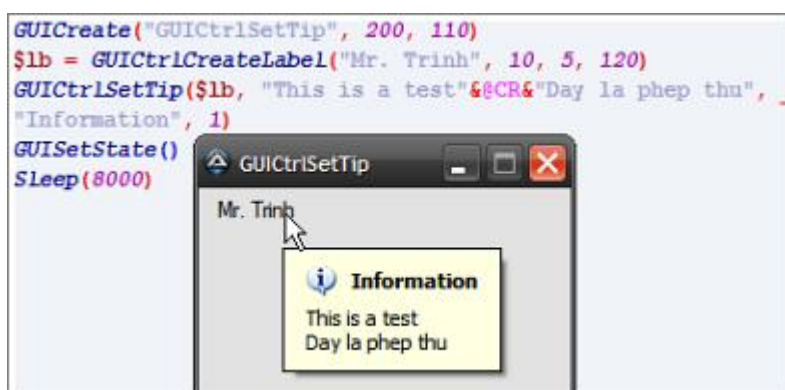 GUICreate("GUICtrlSetTip", 200, 110)
$lb = GUICtrlCreateLabel("Mr. Trinh", 10, 5, 120)
GUICtrlSetTip($lb, "This is a test"&@CR&"Day la phep thu", _
"Information", 1)
GUISetState()
Sleep(8000)
GUICtrlSetTip
Mr. Trinh
Information
This is a test
Day la phep thu